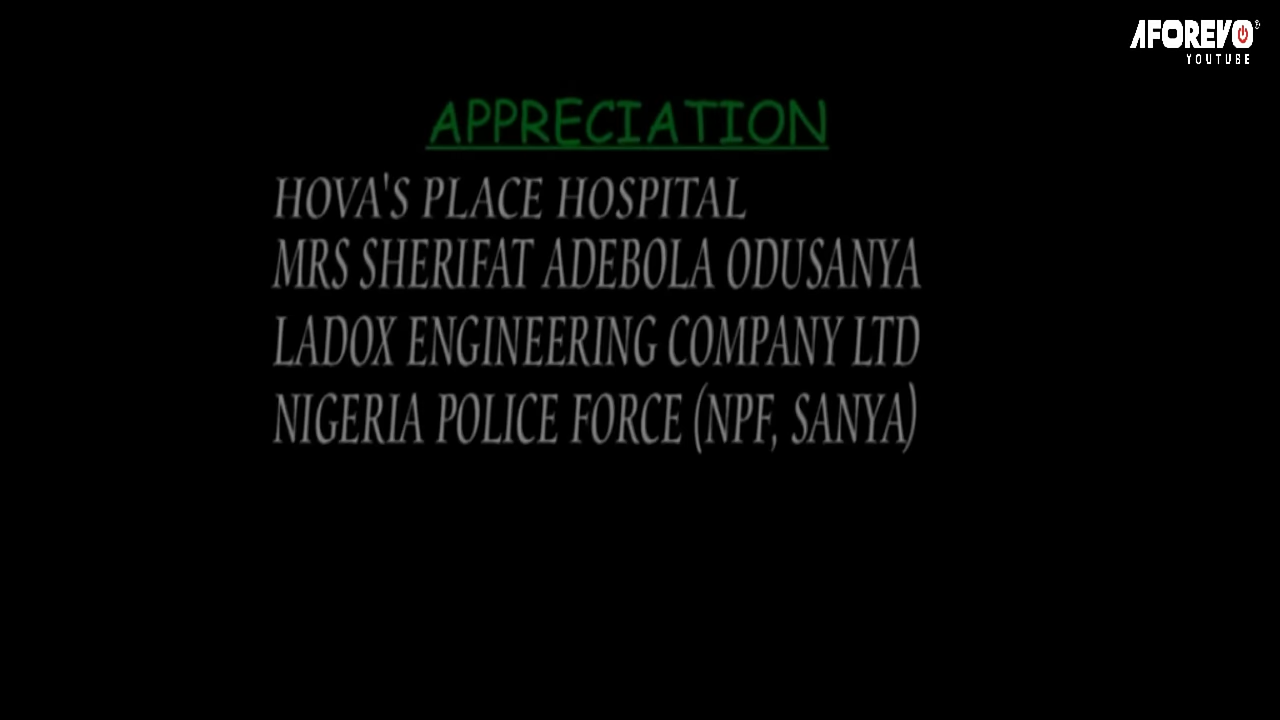 AFOREVO®
YOUTUBE
APPRECIATION
HOVA'S PLACE HOSPITAL
MRS SHERIFAT ADEBOLA ODUSANYA
LADOX ENGINEERING COMPANY LTD
NIGERIA POLICE FORCE (NPF, SANYA)